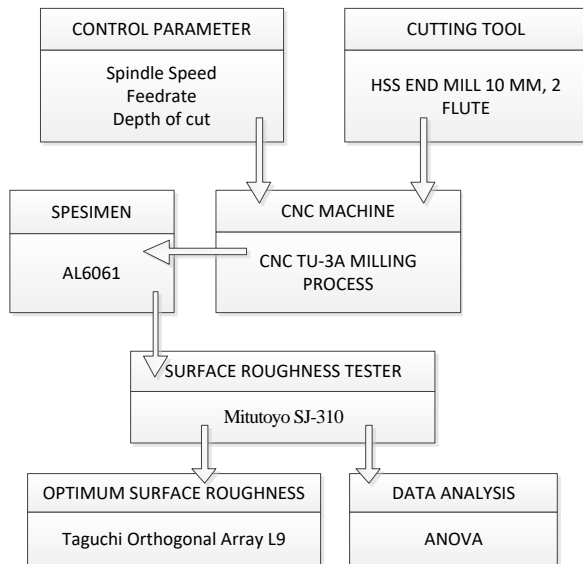 CONTROL PARAMETER
Spindle Speed
Feedrate
Depth of cut
CUTTING TOOL
HSS END MILL 10 MM, 2
FLUTE
SPESIMEN
AL6061
CNC MACHINE
CNC TU-3A MILLING
PROCESS
SURFACE ROUGHNESS TESTER
Mitutoyo SJ-310
OPTIMUM SURFACE ROUGHNESS
Taguchi Orthogonal Array L9
DATA ANALYSIS
ANOVA